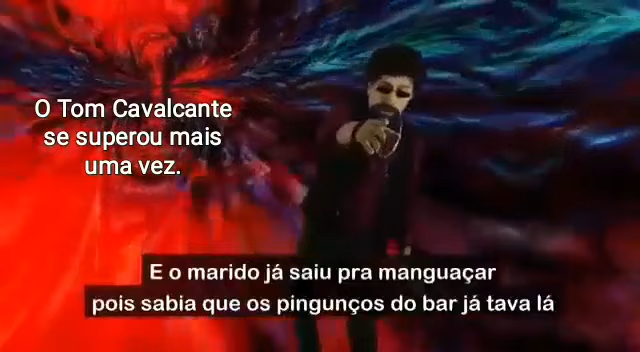 O Tom Cavalcante
se superou mais
uma vez.
E o marido já saiu pra manguaçar
pois sabia que os pingunços do bar já tava lá